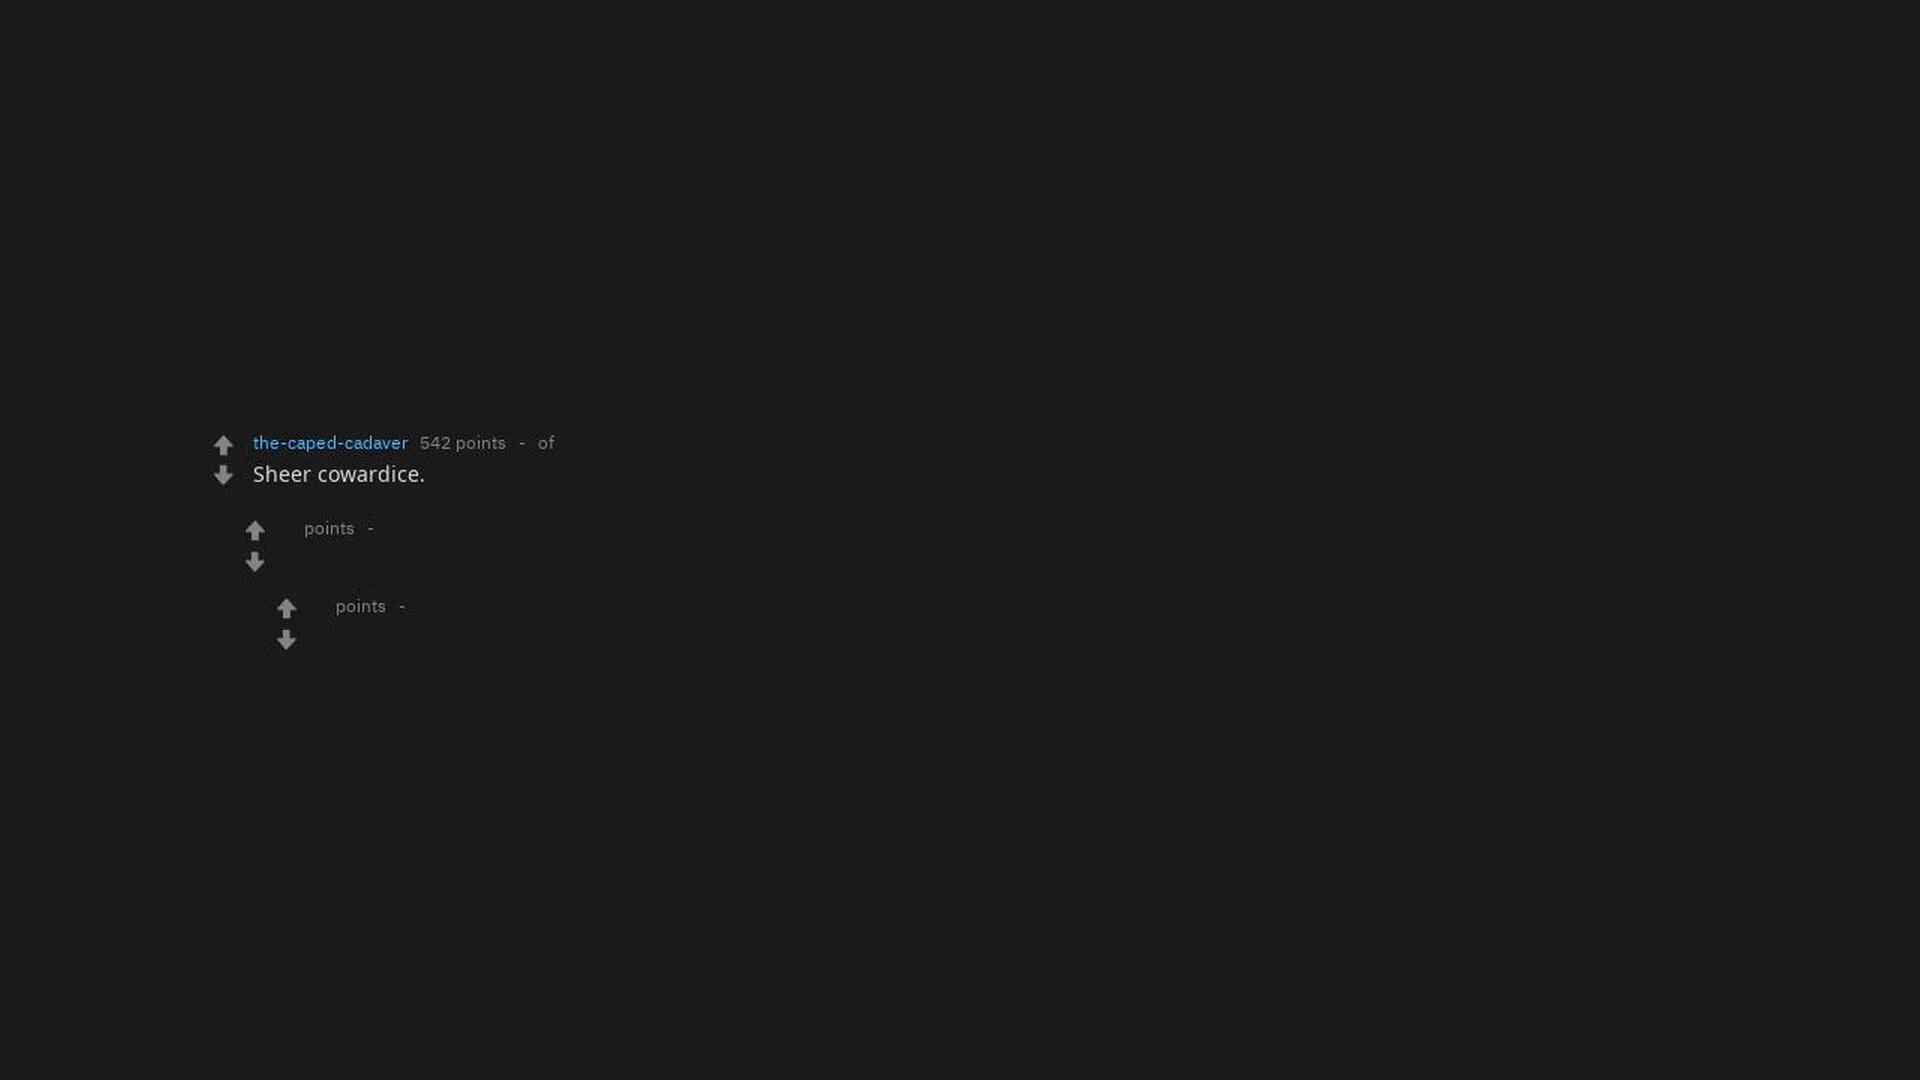 the-caped-cadaver 542 points - of
Sheer cowardice.
points -
points -